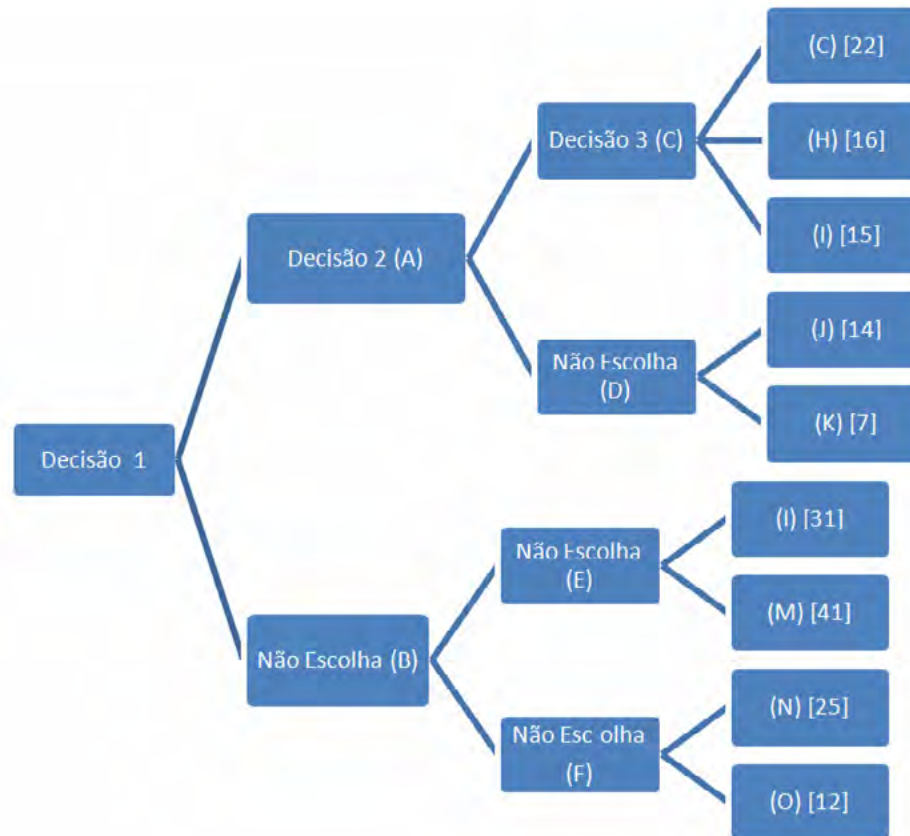 Decisão 1
Decisão 2 (A)
Não Escolha (B)
Decisão 3 (C)
Não Escolha
(D)
Não Escolha
(E)
Não Esc olha
(F)
(C) [22]
(H) [16]
(I) [15]
(J) [14]
(K) [7]
(I) [31]
(M) [41]
(N) [25]
(O) [12]